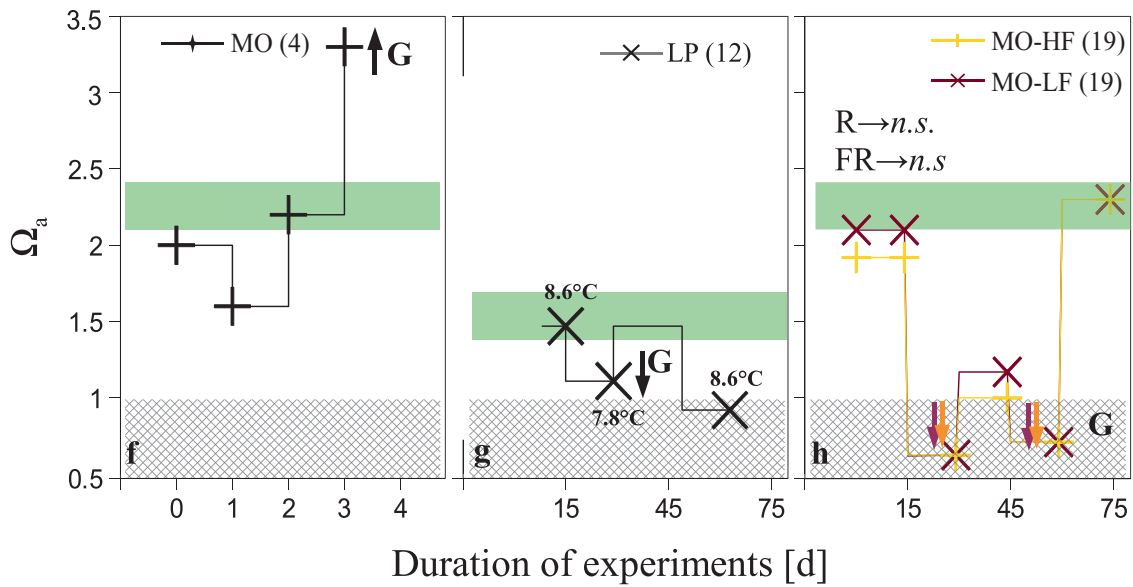 Ωa
3.5
3
2.5
2
1.5
1
0.5
MO (4)
G
f
0 1 2 3 4
LP (12)
8.6°C
G
7.8°C
8.6°C
g
15 45 75
MO-HF (19)
MO-LF (19)
R→n.s.
FR→n.s
G
h
15 45 75
Duration of experiments [d]